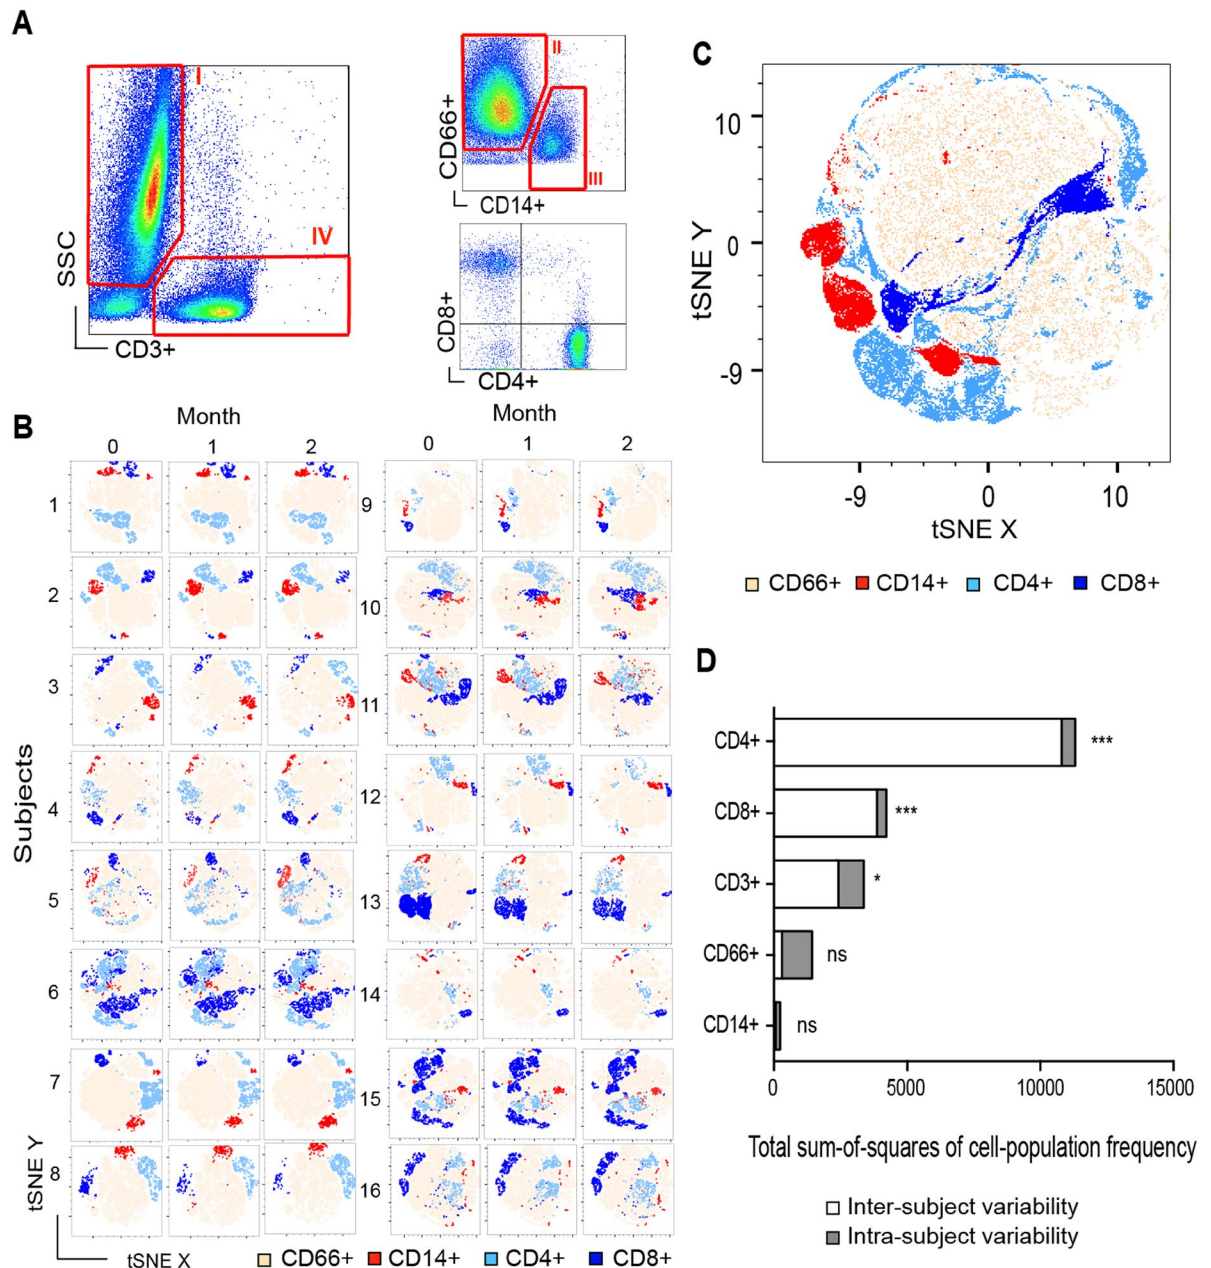 A
I
SSC
IV
CD3+
II
CD66+
III
CD14+
CD8+
CD4+
C
10
0
-9
tSNE Y
-9 0 10
tSNE X
CD66+ CD14+ CD4+ CD8+
B
Month Month
0 1 2 0 1 2
Subjects
1 9
2 10
3 11
4 12
5 13
6 14
7 15
8 16
tSNE Y
tSNE X
CD66+ CD14+ CD4+ CD8+
D
CD4+ ***
CD8+ ***
CD3+ *
CD66+ ns
CD14+ ns
0 5000 10000 15000
Total sum-of-squares of cell-population frequency
Inter-subject variability
Intra-subject variability